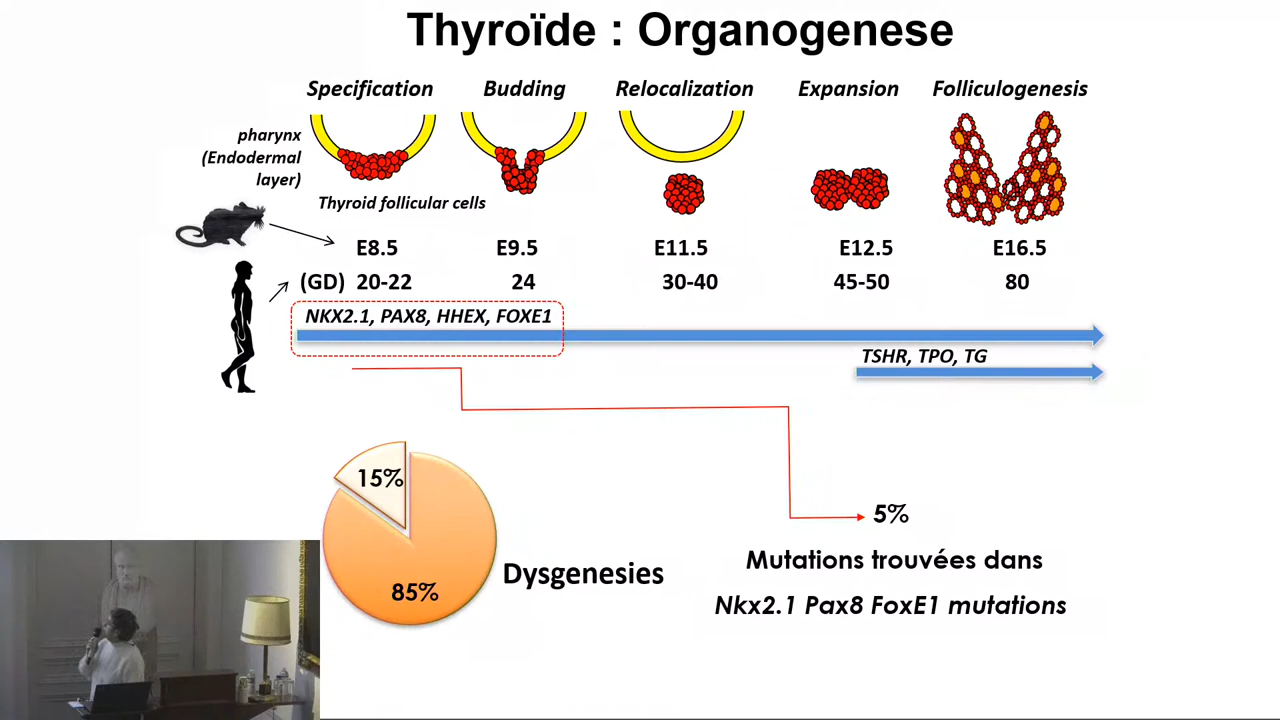 Thyroïde : Organogenese
Specification Budding Relocalization Expansion Folliculogenesis
pharynx
(Endodermal
layer)
Thyroid follicular cells
E8.5 E9.5 E11.5 E12.5 E16.5
(GD) 20-22 24 30-40 45-50 80
NKX2.1, PAX8, HHEX, FOXE1
TSHR, TPO, TG
15%
85%
Dysgenesies
5%
Mutations trouvées dans
Nkx2.1 Pax8 FoxE1 mutations